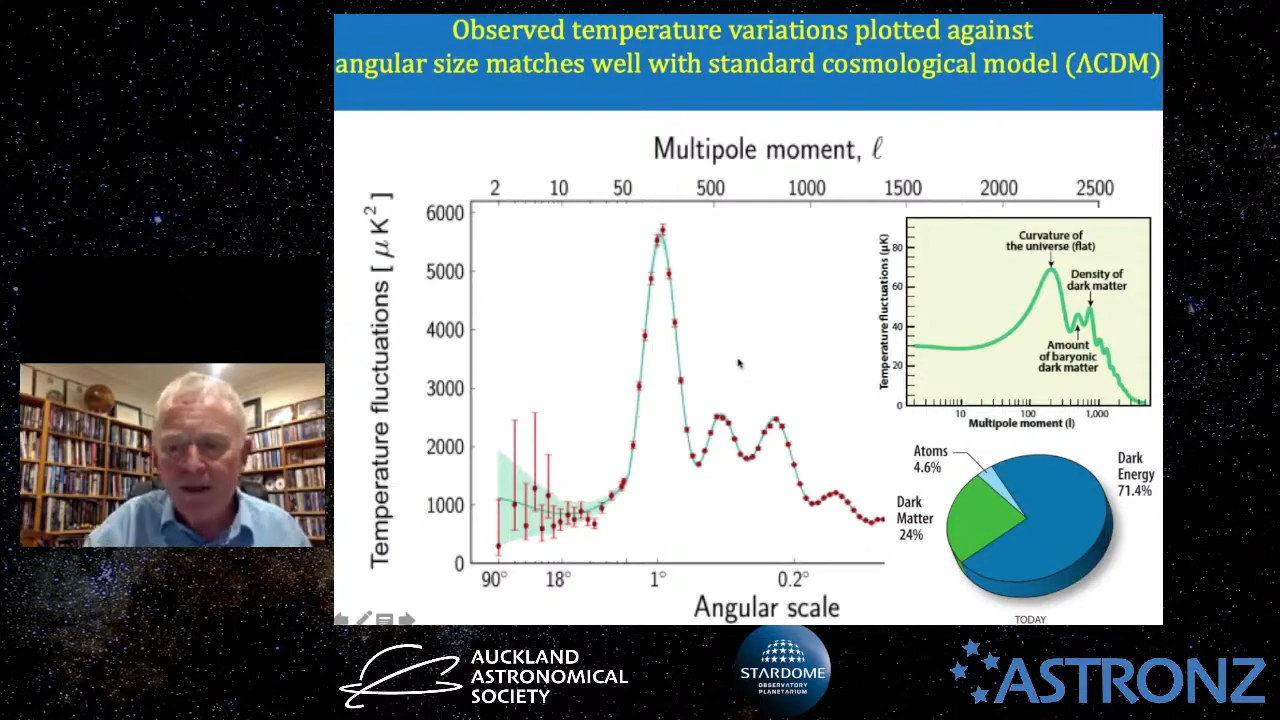 Observed temperature variations plotted against
angular size matches well with standard cosmological model (ΛCDM)
Multipole moment, ℓ
2 10 50 500 1000 1500 2000 2500
Temperature fluctuations [ μ K² ]
6000
5000
4000
3000
2000
1000
0
90° 18° 1° 0.2°
Angular scale
Temperature fluctuations (μK)
80
60
40
20
0
Curvature of
the universe (flat)
Density of
dark matter
Amount
of baryonic
dark matter
10 100 1,000
Multipole moment (l)
Atoms
4.6%
Dark
Energy
71.4%
Dark
Matter
24%
TODAY
AUCKLAND
ASTRONOMICAL
SOCIETY
STARDOME
OBSERVATORY
PLANETARIUM
ASTRONZ